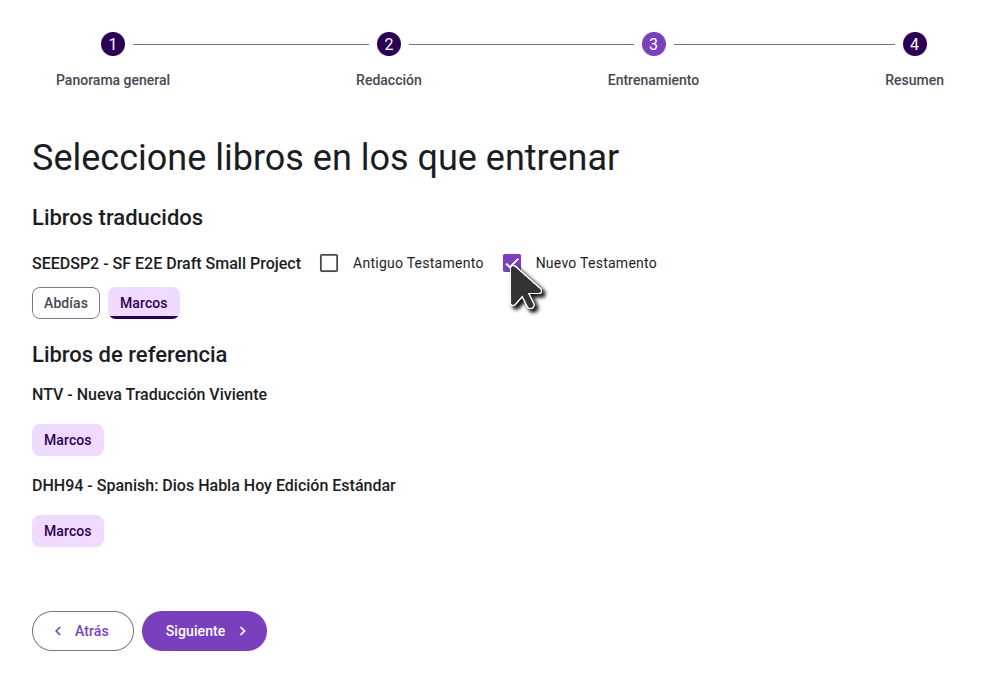 1 2 3 4
Panorama general Redacción Entrenamiento Resumen
Seleccione libros en los que entrenar
Libros traducidos
SEEDSP2 - SF E2E Draft Small Project Antiguo Testamento Nuevo Testamento
Abdías Marcos
Libros de referencia
NTV - Nueva Traducción Viviente
Marcos
DHH94 - Spanish: Dios Habla Hoy Edición Estándar
Marcos
Atrás Siguiente